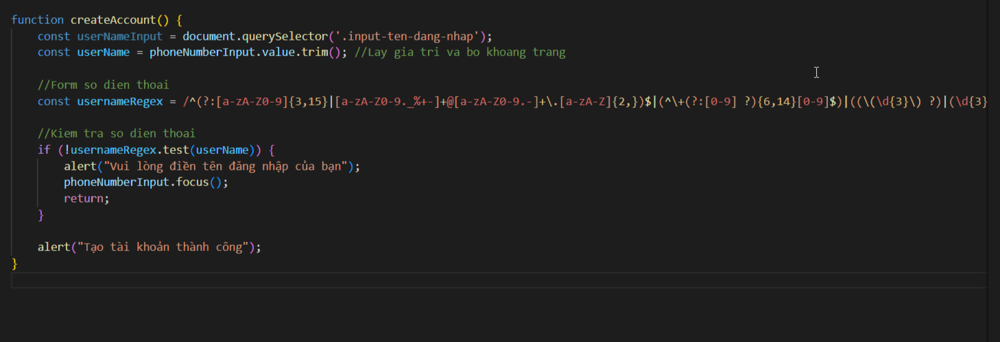 function createAccount() {
const userNameInput = document.querySelector('.input-ten-dang-nhap');
const userName = phoneNumberInput.value.trim(); //Lay gia tri va bo khoang trang
//Form so dien thoai
const usernameRegex = /^(?:[a-zA-Z0-9]{3,15}|[a-zA-Z0-9._%+-]+@[a-zA-Z0-9.-]+\.[a-zA-Z]{2,})$|(^\+(?:[0-9] ?){6,14}[0-9]$)|((\(\d{3}\) ?)|(\d{3}
//Kiem tra so dien thoai
if (!usernameRegex.test(userName)) {
alert("Vui lòng điền tên đăng nhập của bạn");
phoneNumberInput.focus();
return;
}
alert("Tạo tài khoản thành công");
}